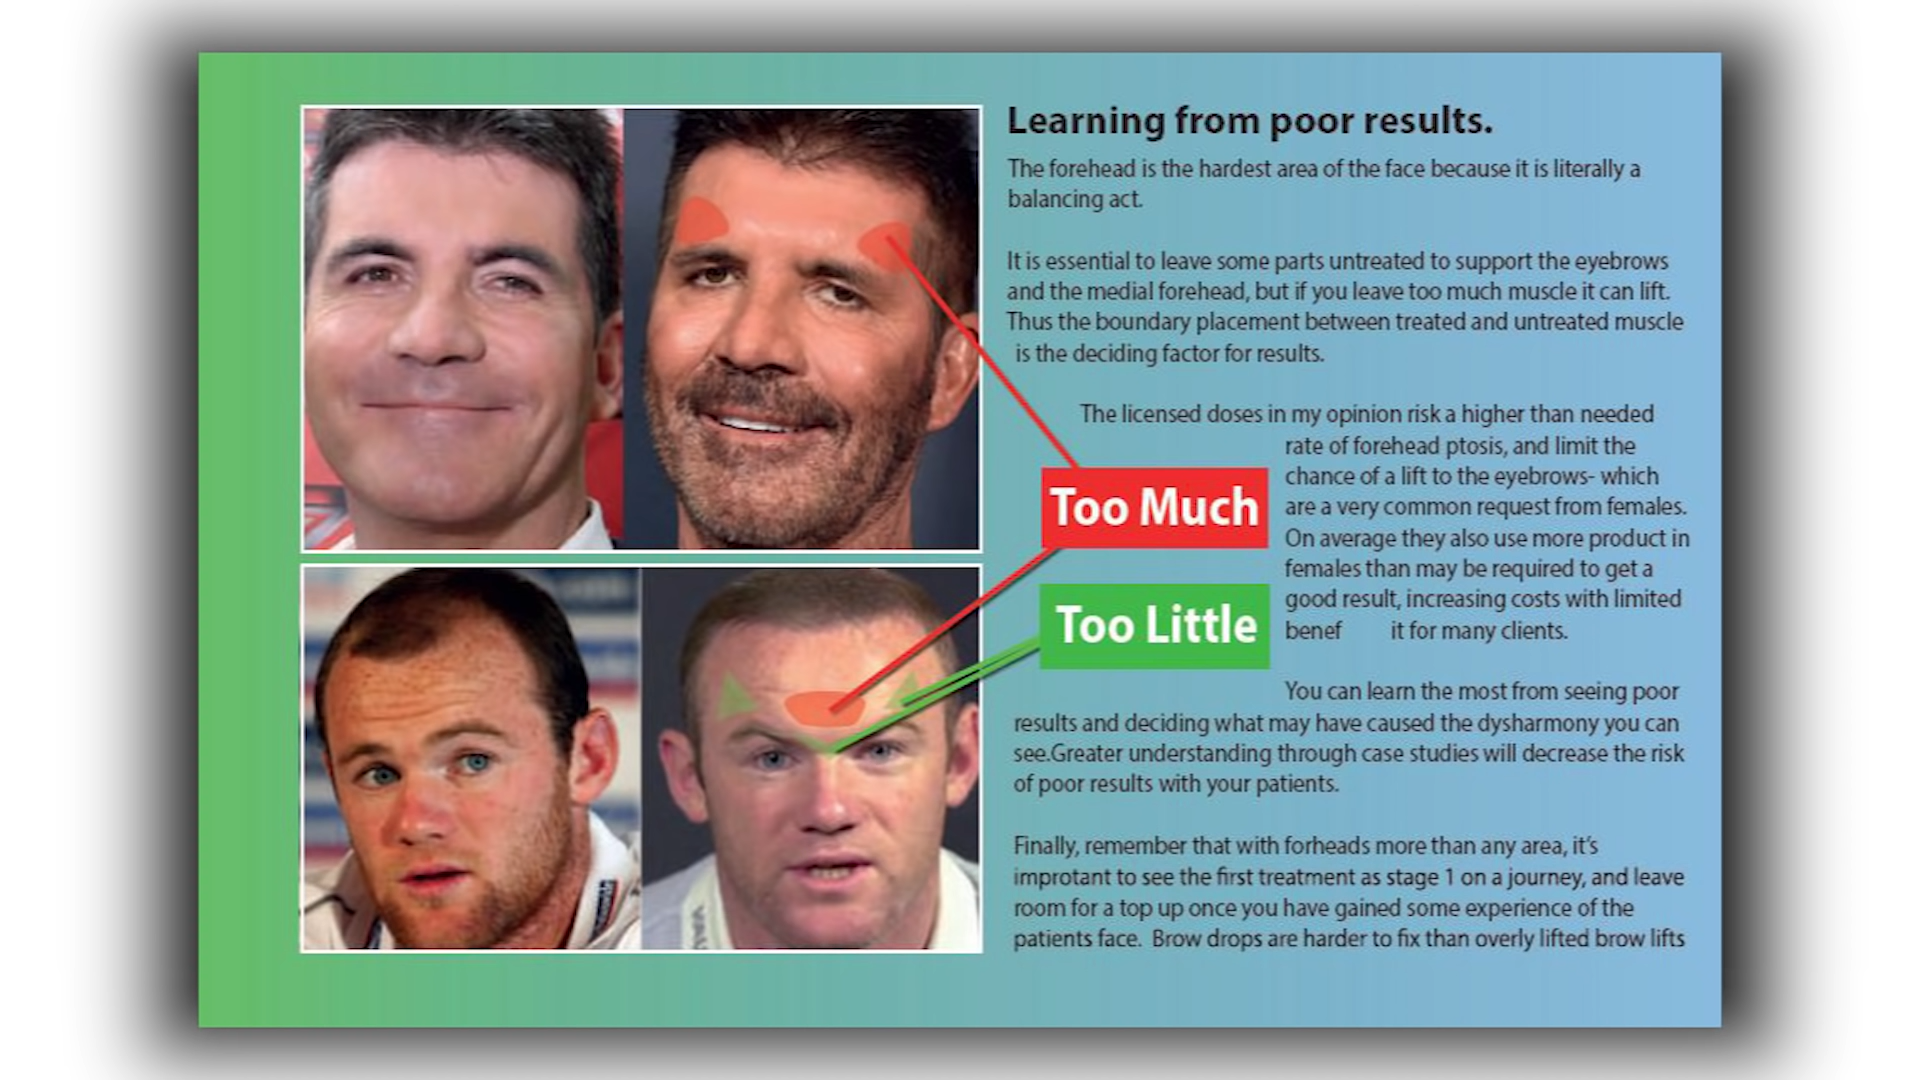 Learning from poor results.
The forehead is the hardest area of the face because it is literally a
balancing act.
It is essential to leave some parts untreated to support the eyebrows
and the medial forehead, but if you leave too much muscle it can lift.
Thus the boundary placement between treated and untreated muscle
is the deciding factor for results.
The licensed doses in my opinion risk a higher than needed
rate of forehead ptosis, and limit the
chance of a lift to the eyebrows- which
are a very common request from females.
On average they also use more product in
females than may be required to get a
good result, increasing costs with limited
benef it for many clients.
Too Much
Too Little
You can learn the most from seeing poor
results and deciding what may have caused the dysharmony you can
see.Greater understanding through case studies will decrease the risk
of poor results with your patients.
Finally, remember that with forheads more than any area, it's
improtant to see the first treatment as stage 1 on a journey, and leave
room for a top up once you have gained some experience of the
patients face. Brow drops are harder to fix than overly lifted brow lifts